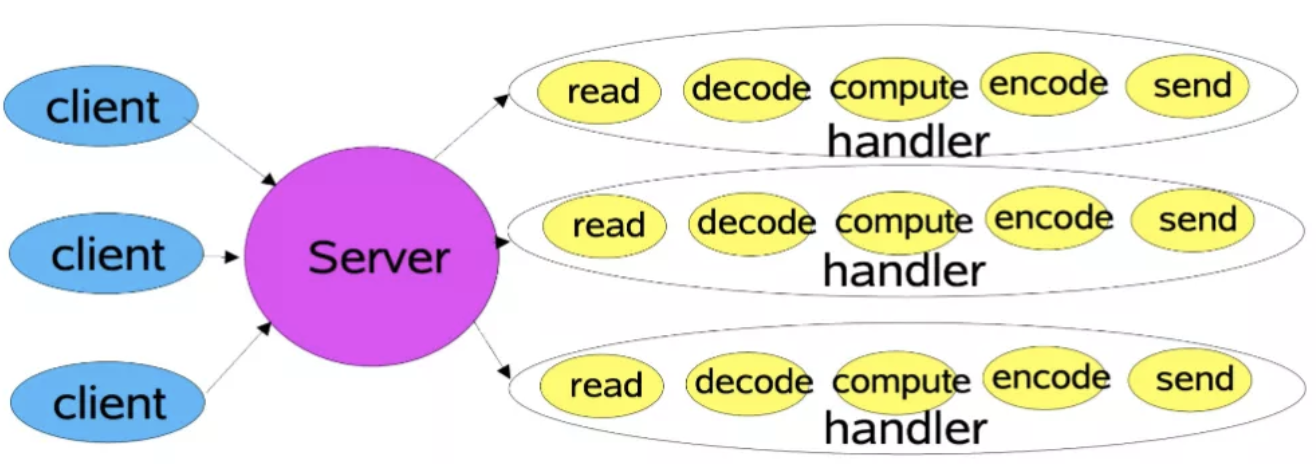 client
client
client
Server
read decode compute encode send
handler
read decode compute encode send
handler
read decode compute encode send
handler